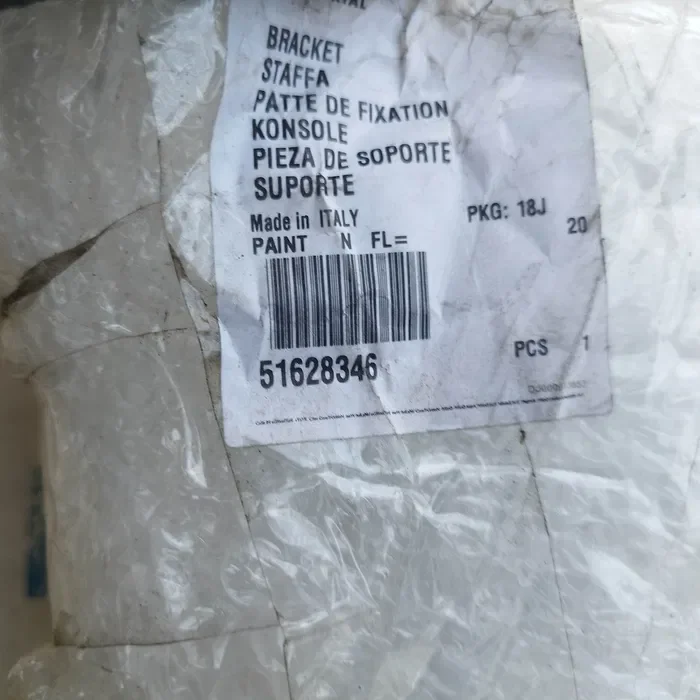 BRACKET
STAFFA
PATTE DE FIXATION
KONSOLE
PIEZA DE SOPORTE
SUPORTE
Made in ITALY
PKG: 18J
20
PAINT N FL=
51628346
PCS 1